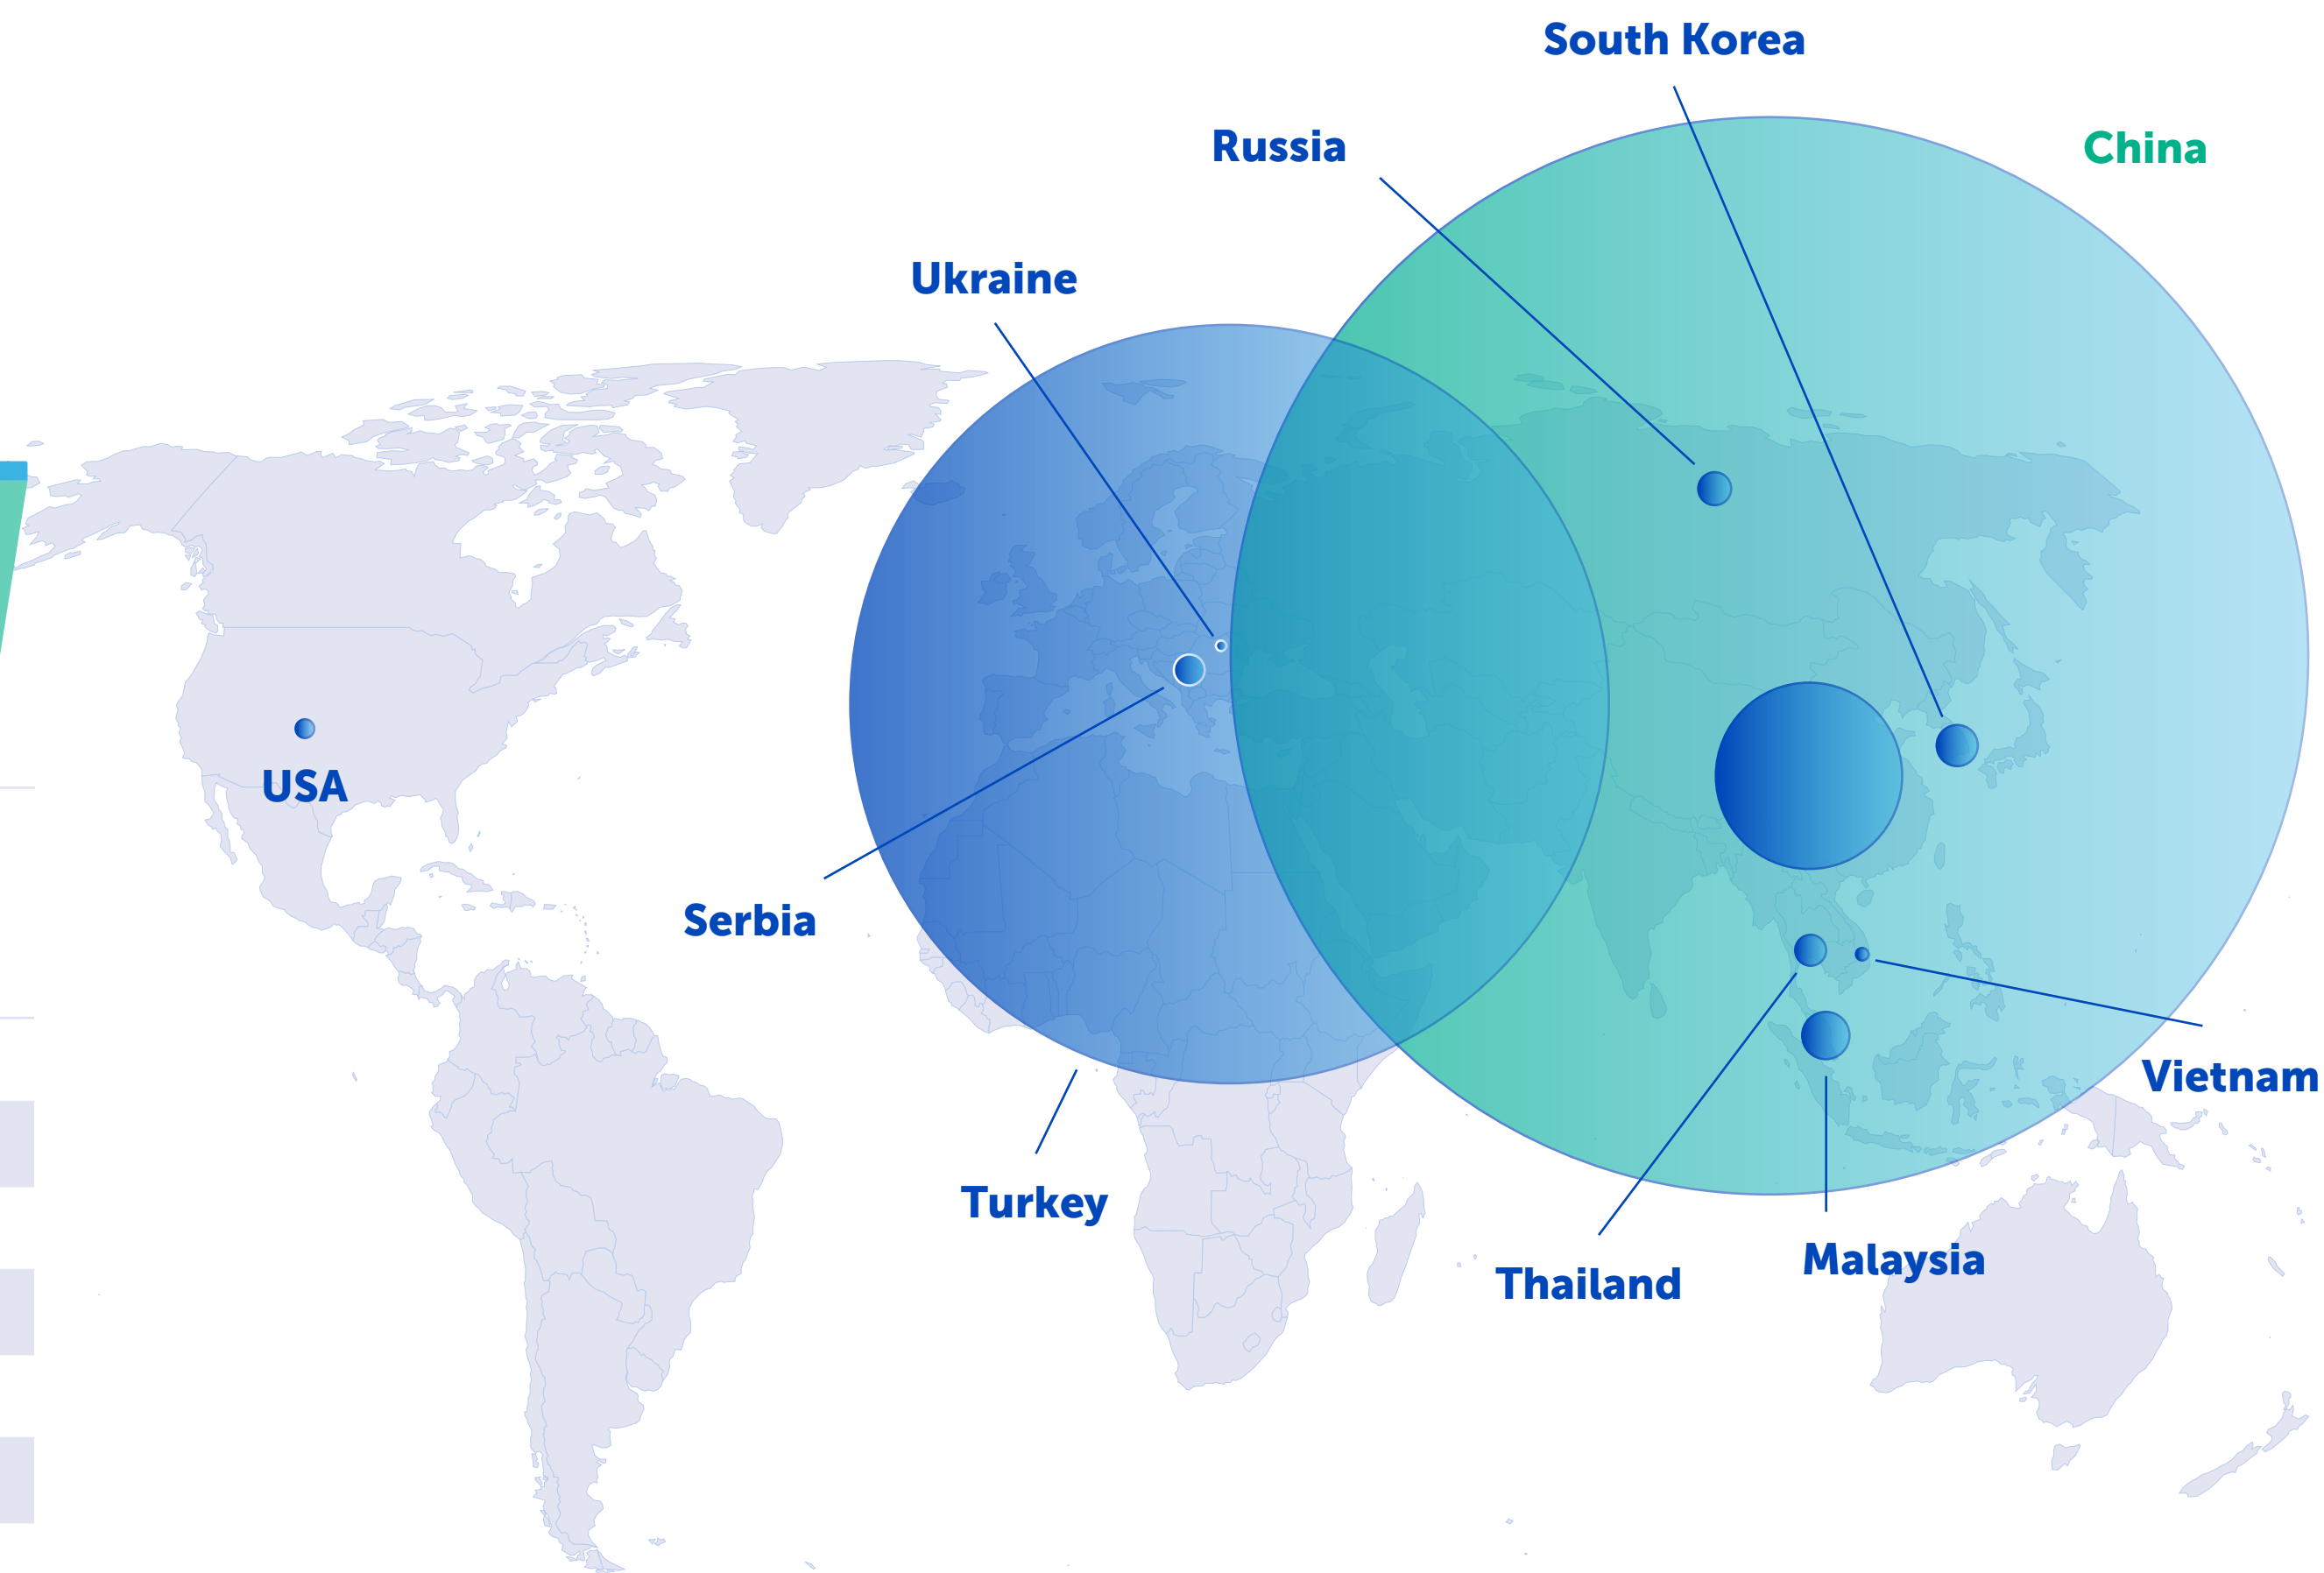 South Korea
Russia
China
Ukraine
USA
Serbia
Vietnam
Turkey
Malaysia
Thailand